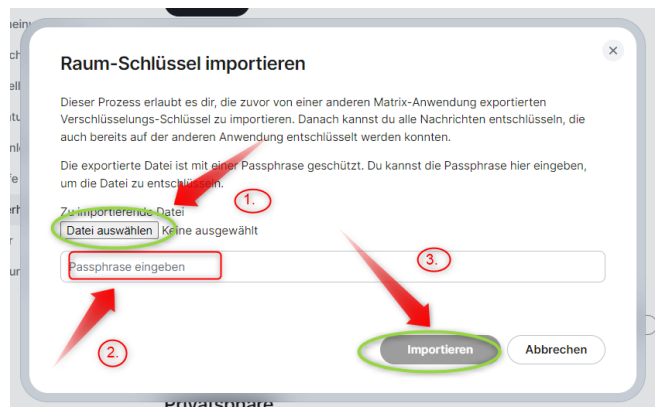 Raum-Schlüssel importieren
Dieser Prozess erlaubt es dir, die zuvor von einer anderen Matrix-Anwendung exportierten
Verschlüsselungs-Schlüssel zu importieren. Danach kannst du alle Nachrichten entschlüsseln, die
auch bereits auf der anderen Anwendung entschlüsselt werden konnten.
Die exportierte Datei ist mit einer Passphrase geschützt. Du kannst die Passphrase hier eingeben,
um die Datei zu entschlüsseln.
1.
Zu importierende Datei
Datei auswählen Keine ausgewählt
3.
Passphrase eingeben
2.
Importieren Abbrechen
Privatsphäre